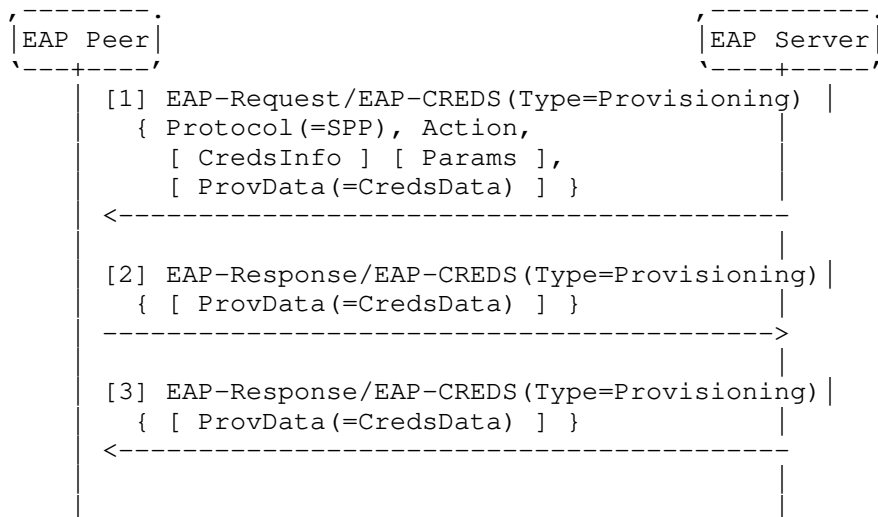 EAP Peer EAP Server
[1] EAP-Request/EAP-CREDS(Type=Provisioning)
{ Protocol(=SPP), Action,
[ CredsInfo ] [ Params ],
[ ProvData(=CredsData) ] }
[2] EAP-Response/EAP-CREDS(Type=Provisioning)
{ [ ProvData(=CredsData) ] }
[3] EAP-Response/EAP-CREDS(Type=Provisioning)
{ [ ProvData(=CredsData) ] }